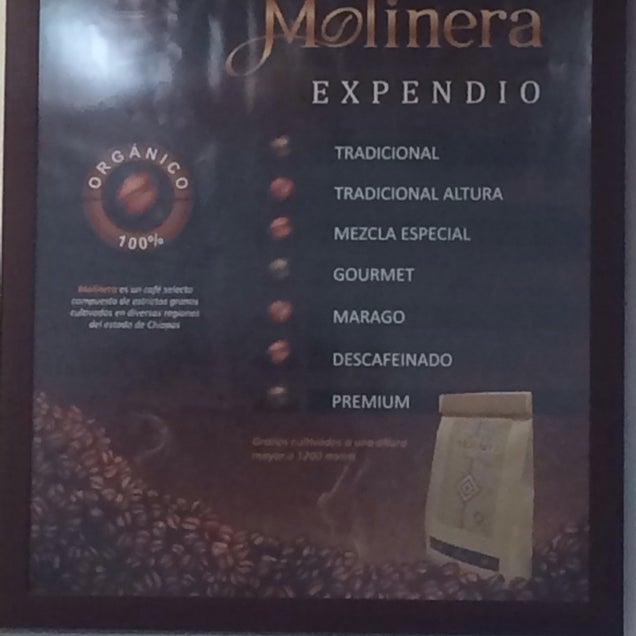 Molinera
EXPENDIO
ORGÁNICO
100%
TRADICIONAL
TRADICIONAL ALTURA
MEZCLA ESPECIAL
GOURMET
MARAGO
DESCAFEINADO
PREMIUM
Molinera es un café selecto
compuesto de estrictos granos
cultivados en diversas regiones
del estado de Chiapas
Granos cultivados a una altura
mayor a 1200 msnm